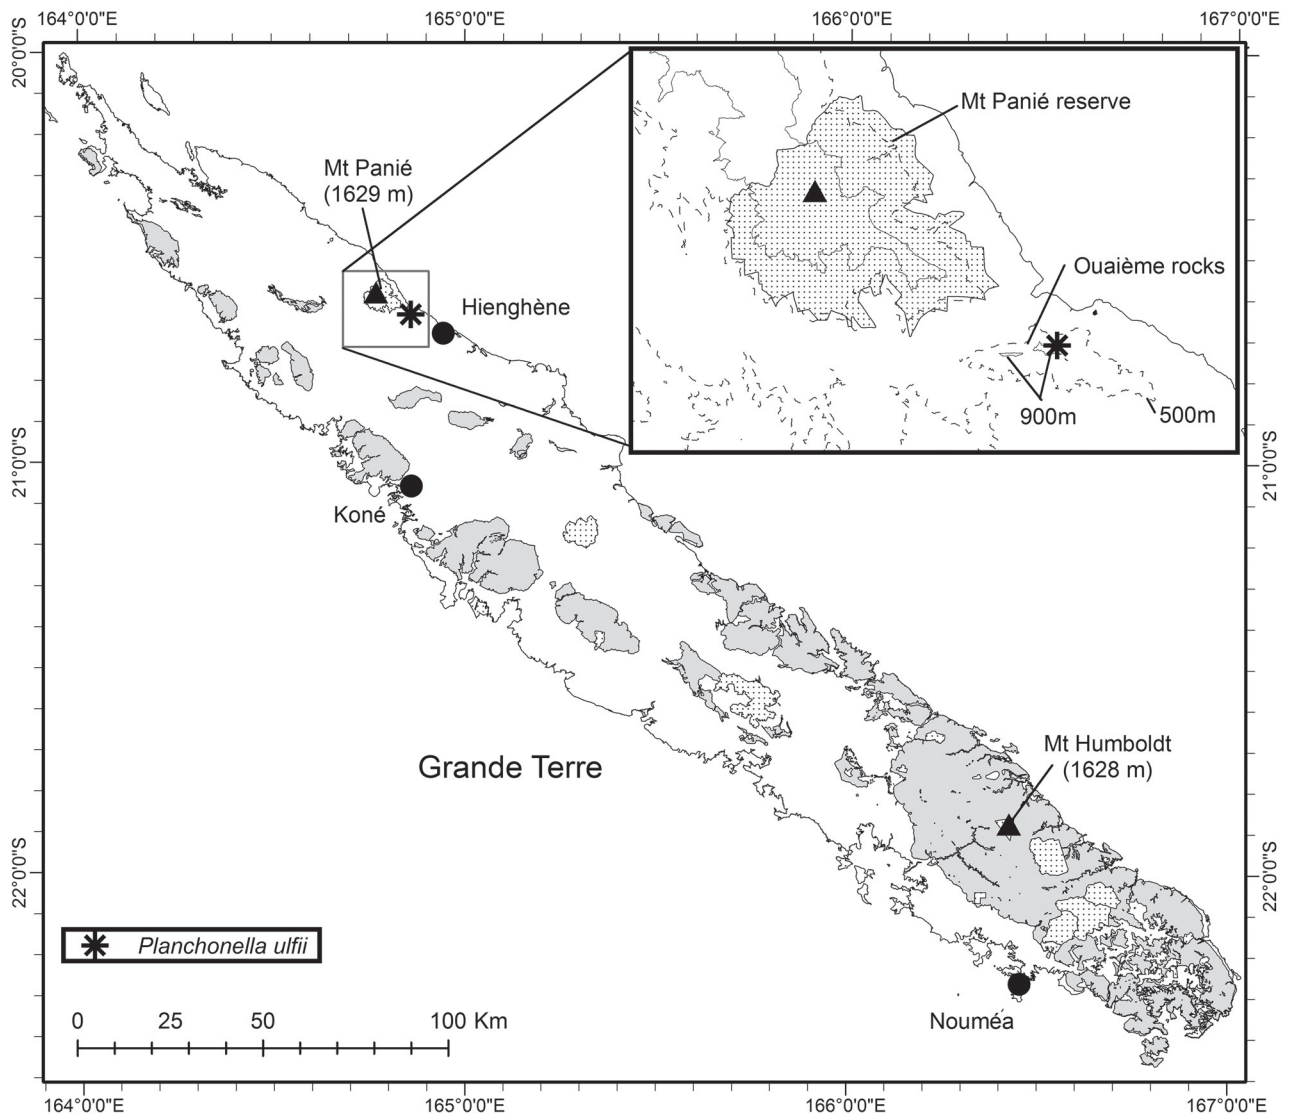 164°0'0"E
165°0'0"E
166°0'0"E
167°0'0"E
20°0'0"S
Mt Panié reserve
Mt Panié
(1629 m)
Ouaième rocks
Hienghène
900m
500m
21°0'0"S
21°0'0"S
Koné
Mt Humboldt
(1628 m)
Grande Terre
22°0'0"S
22°0'0"S
Planchonella ulfii
Nouméa
0 25 50 100 Km
164°0'0"E
165°0'0"E
166°0'0"E
167°0'0"E